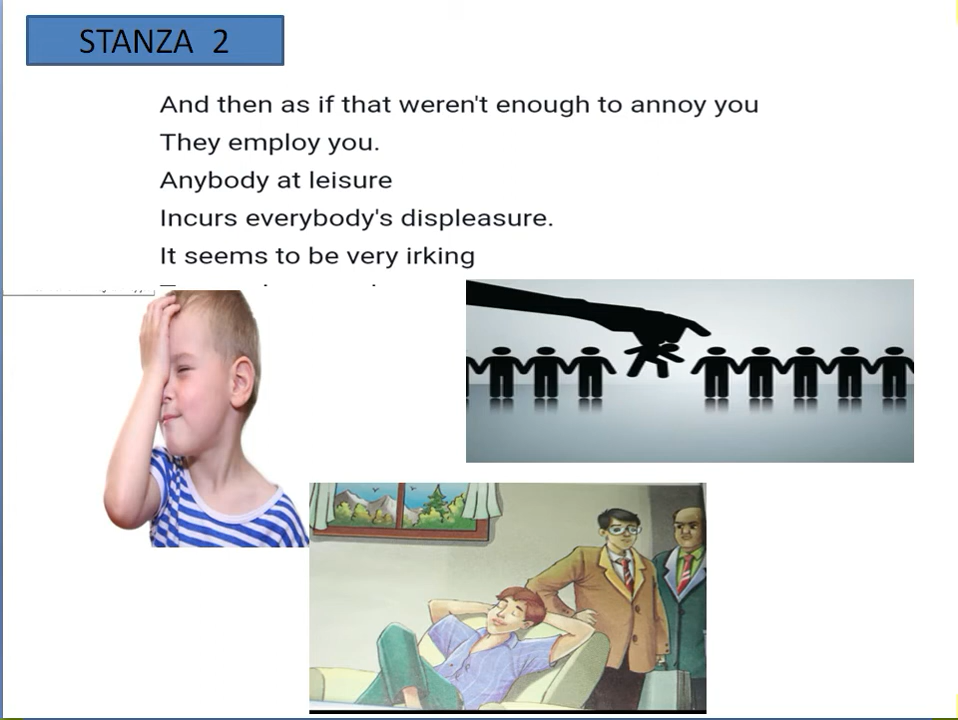 STANZA 2
And then as if that weren't enough to annoy you
They employ you.
Anybody at leisure
Incurs everybody's displeasure.
It seems to be very irking